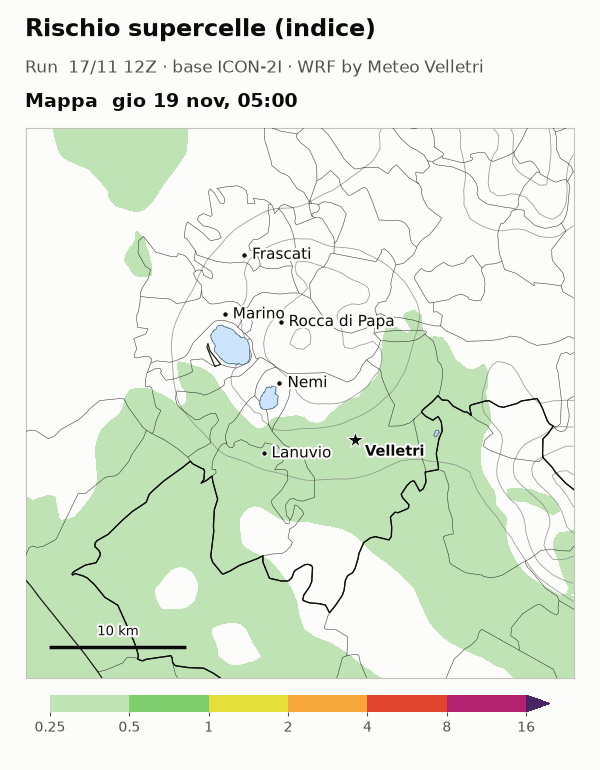 Rischio supercelle (indice)
Run  17/11 12Z · base ICON-2I · WRF by Meteo Velletri
Mappa  gio 19 nov, 05:00
Frascati
Marino
Rocca di Papa
Nemi
Lanuvio
Velletri
10 km
0.25 0.5 1 2 4 8 16